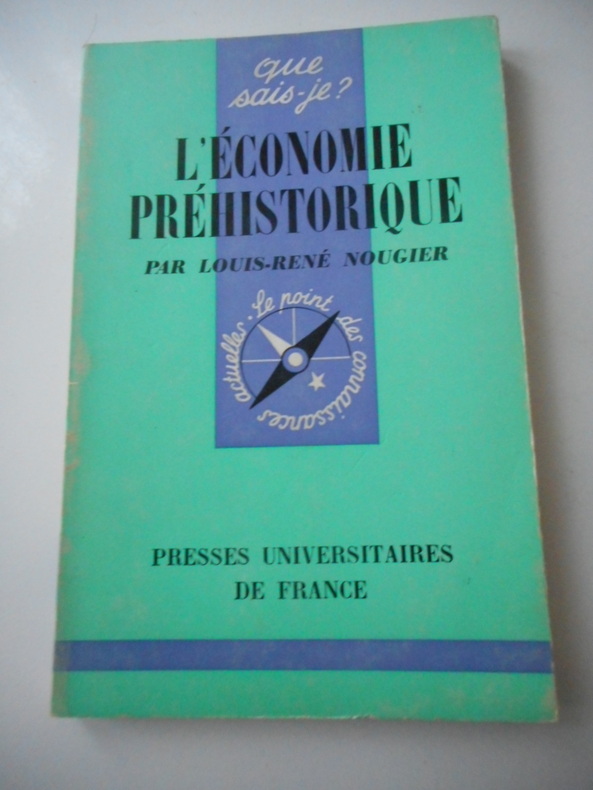 que
sais-je?
L'ÉCONOMIE
PRÉHISTORIQUE
PAR LOUIS-RENÉ NOUGIER
Le point des connaissances actuelles.
PRESSES UNIVERSITAIRES
DE FRANCE